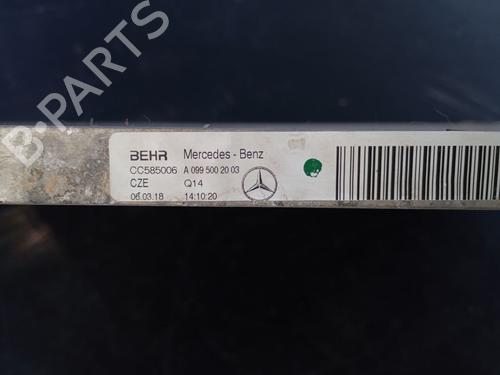 B-PARTS
BEHR Mercedes-Benz
CC585006 A 099 500 20 03
CZE Q14
06.03.18 14:10:20